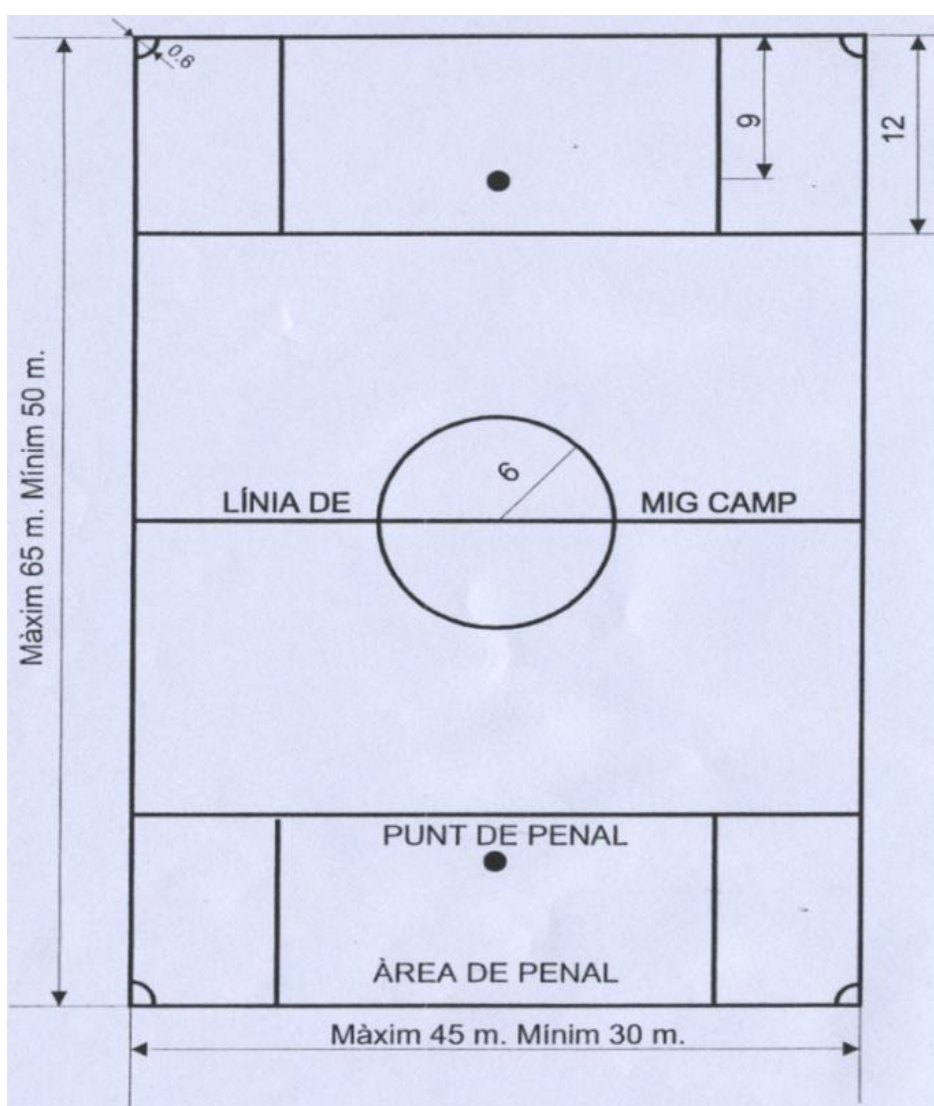 0.6
9
12
6
LÍNIA DE MIG CAMP
Màxim 65 m. Mínim 50 m.
PUNT DE PENAL
ÀREA DE PENAL
Màxim 45 m. Mínim 30 m.